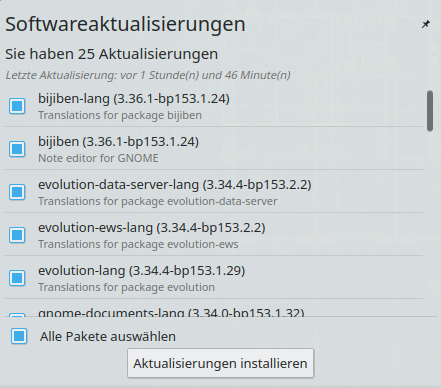 Softwareaktualisierungen
Sie haben 25 Aktualisierungen
Letzte Aktualisierung: vor 1 Stunde(n) und 46 Minute(n)
bijiben-lang (3.36.1-bp153.1.24)
Translations for package bijiben
bijiben (3.36.1-bp153.1.24)
Note editor for GNOME
evolution-data-server-lang (3.34.4-bp153.2.2)
Translations for package evolution-data-server
evolution-ews-lang (3.34.4-bp153.2.2)
Translations for package evolution-ews
evolution-lang (3.34.4-bp153.1.29)
Translations for package evolution
gnome-documents-lang (3.34.0-bp153.1.32)
Alle Pakete auswählen
Aktualisierungen installieren